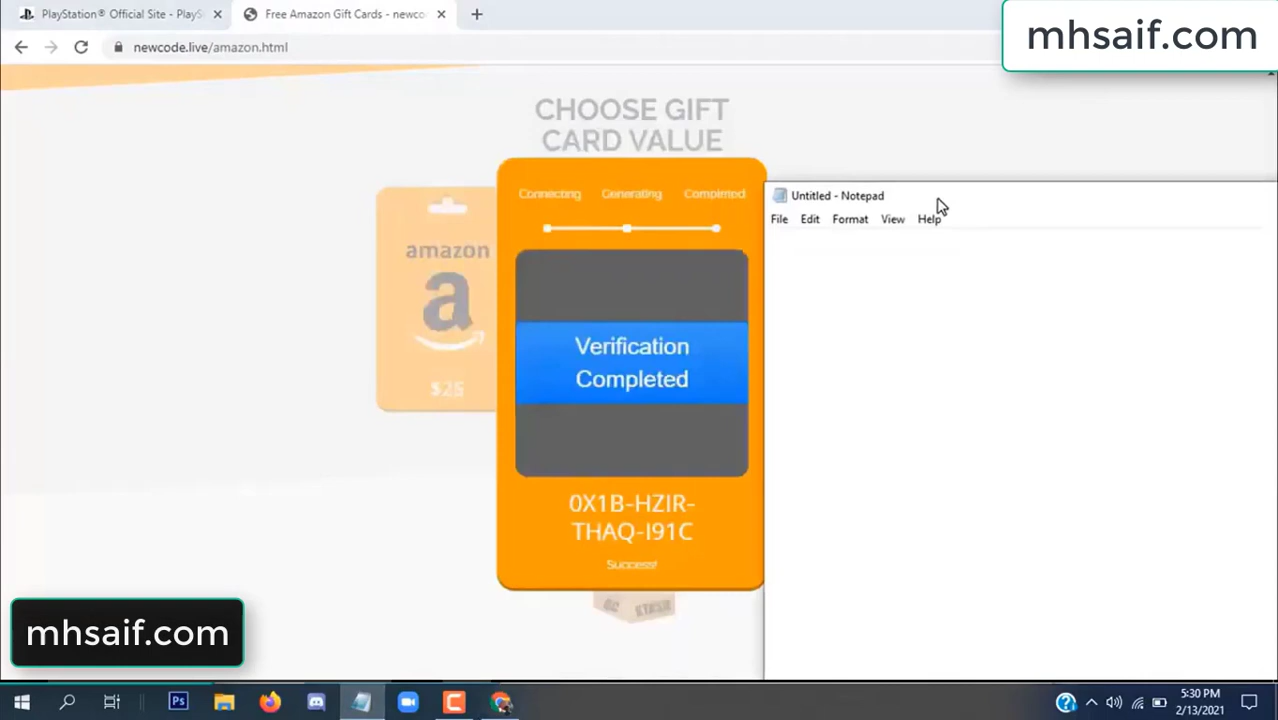 PlayStation® Official Site - PlayS
Free Amazon Gift Cards - newco
mhsaif.com
newcode.live/amazon.html
CHOOSE GIFT
CARD VALUE
Connecting Generating Completed
Untitled - Notepad
File Edit Format View Help
amazon
a
$25
Verification
Completed
0X1B-HZIR-
THAQ-I91C
Success!
mhsaif.com
Ps
5:30 PM
2/13/2021